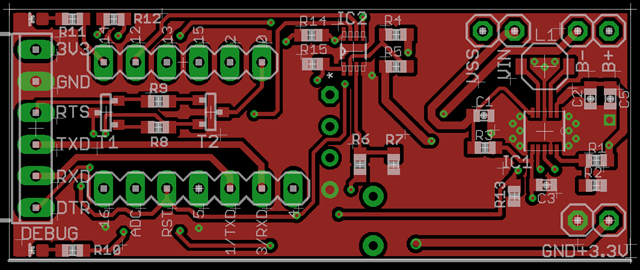 R11
R12
R14
IC2
R4
VSS
VIN
L1
B-
B+
3V3
14
12
13
15
2
0
R15
R5
GND
*
R9
C2
C5
RTS
C1
T1
T2
R8
TXD
R6
R7
R3
IC1
R1
RXD
R2
R13
C3
DTR
16
ADC
RST
5
1/TXD
3/RXD
4
DEBUG
R10
GND+3.3V